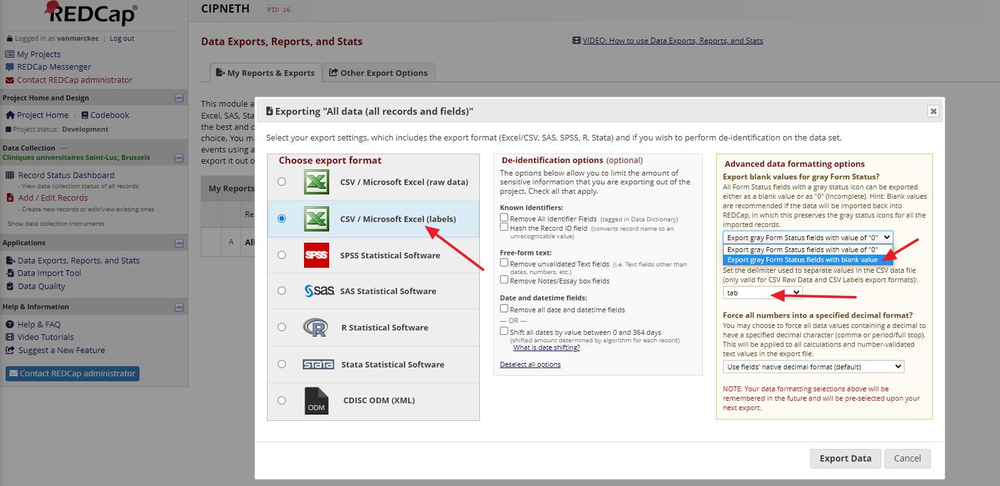 REDCap®
Logged in as vanmarckec | Log out
My Projects
REDCap Messenger
Contact REDCap administrator
Project Home and Design
Project Home · Codebook
Project status: Development
Data Collection
Cliniques universitaires Saint-Luc, Brussels
Record Status Dashboard
- View data collection status of all records
Add / Edit Records
- Create new records or edit/view existing ones
Show data collection instruments
Applications
Data Exports, Reports, and Stats
Data Import Tool
Data Quality
Help & Information
Help & FAQ
Video Tutorials
Suggest a New Feature
Contact REDCap administrator
CIPNETH PID 16
Data Exports, Reports, and Stats
VIDEO: How to use Data Exports, Reports, and Stats
My Reports & Exports
Other Export Options
This module a
Excel, SAS, Sta
the best and
choice. You ma
events using a
export it out o
My Reports
Re
A All
Exporting "All data (all records and fields)"
Select your export settings, which includes the export format (Excel/CSV, SAS, SPSS, R, Stata) and if you wish to perform de-identification on the data set.
Choose export format
CSV / Microsoft Excel (raw data)
CSV / Microsoft Excel (labels)
SPSS
SPSS Statistical Software
sas
SAS Statistical Software
R
R Statistical Software
STATA
Stata Statistical Software
ODM
CDISC ODM (XML)
De-identification options (optional)
The options below allow you to limit the amount of
sensitive information that you are exporting out of the
project. Check all that apply.
Known Identifiers:
Remove All Identifier Fields (tagged in Data Dictionary)
Hash the Record ID field (converts record name to an
unrecognizable value)
Free-form text:
Remove unvalidated Text fields (i.e. Text fields other than
dates, numbers, etc.)
Remove Notes/Essay box fields
Date and datetime fields:
Remove all date and datetime fields
— OR —
Shift all dates by value between 0 and 364 days
(shifted amount determined by algorithm for each record)
What is date shifting?
Deselect all options
Advanced data formatting options
Export blank values for gray Form Status?
All Form Status fields with a gray status icon can be exported
either as a blank value or as "0" (Incomplete). Hint: Blank values
are recommended if the data will be imported back into
REDCap, in which this preserves the gray status icons for all the
imported records.
Export gray Form Status fields with value of "0"
Export gray Form Status fields with value of "0"
Export gray Form Status fields with blank value
Set the delimiter used to separate values in the CSV data file
(only valid for CSV Raw Data and CSV Labels export formats):
tab
Force all numbers into a specified decimal format?
You may choose to force all data values containing a decimal to
have a specified decimal character (comma or period/full stop).
This will be applied to all calculations and number-validated
text values in the export file.
Use fields' native decimal format (default)
NOTE: Your data formatting selections above will be
remembered in the future and will be pre-selected upon your
next export.
Export Data
Cancel